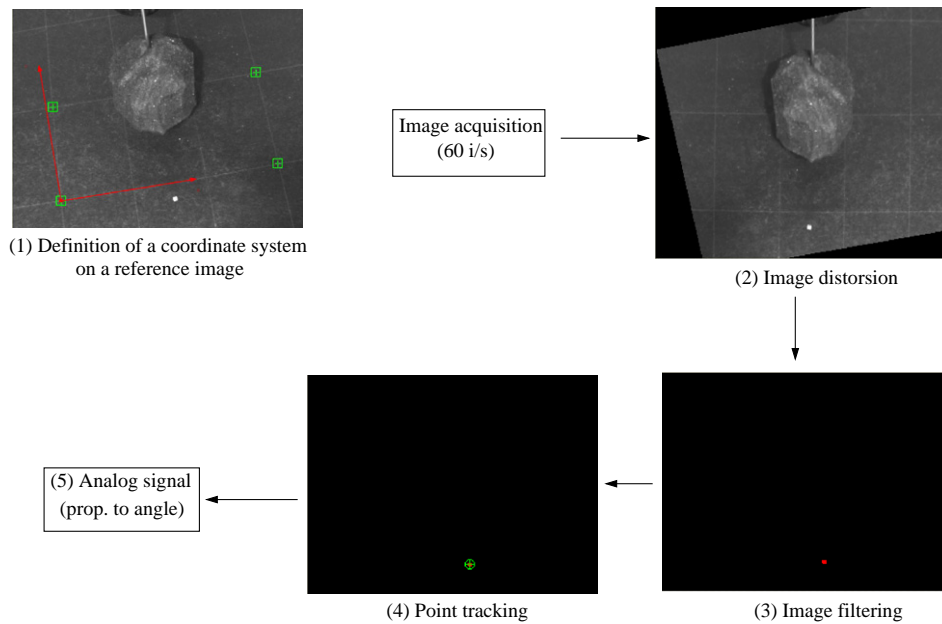 (1) Definition of a coordinate system
on a reference image
Image acquisition
(60 i/s)
(2) Image distorsion
(3) Image filtering
(4) Point tracking
(5) Analog signal
(prop. to angle)